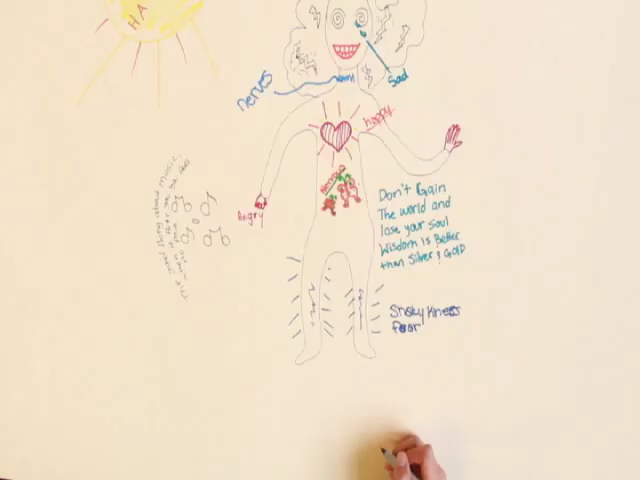 HA
nerves
Sad
happy
Nervous
Angry
Don't Gain
The world and
lose your Soul
Wisdom is Better
than Silver & GOLD
Shaky Knees
fear